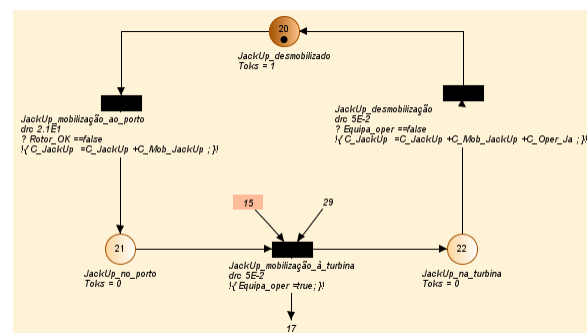 20
JackUp_desmobilizado
Toks = 1
JackUp_mobilização_ao_porto
drc 2.1E1
? Rotor_OK ==false
!{ C_JackUp =C_JackUp +C_Mob_JackUp ; }!
JackUp_desmobilização
drc 5E-2
? Equipa_oper ==false
!{ C_JackUp =C_JackUp +C_Mob_JackUp +C_Oper_Ja ; }!
15
29
21
JackUp_no_porto
Toks = 0
JackUp_mobilização_à_turbina
drc 5E-2
!{ Equipa_oper =true; }!
22
JackUp_na_turbina
Toks = 0
17